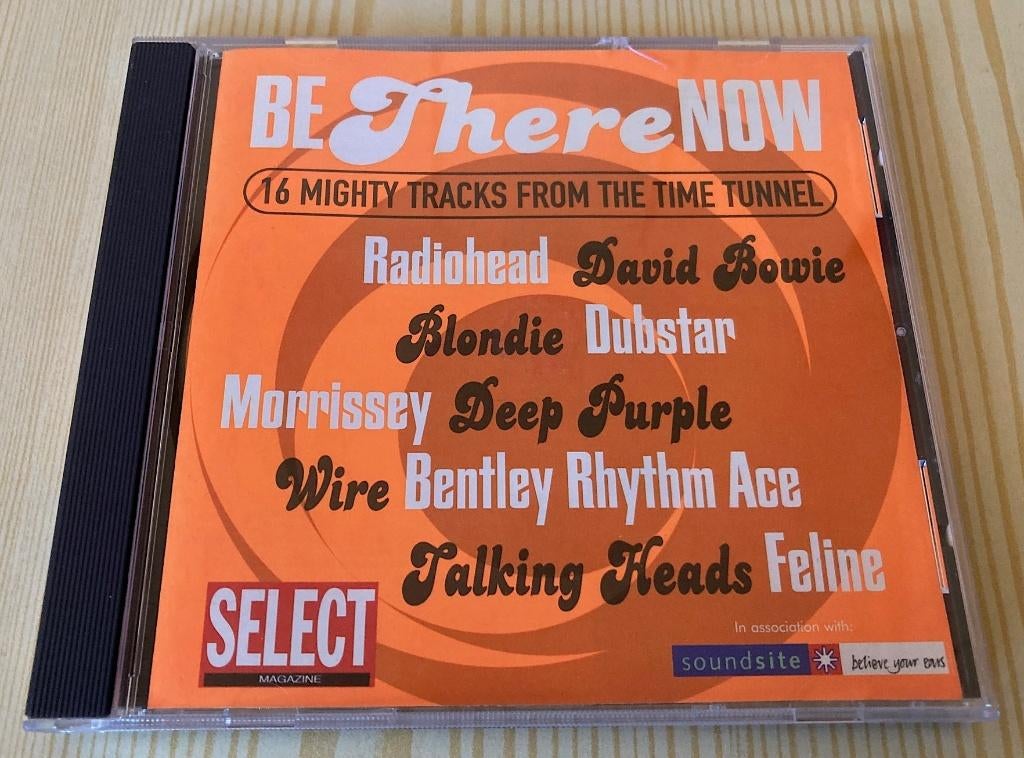 BE There NOW
16 MIGHTY TRACKS FROM THE TIME TUNNEL
Radiohead David Bowie
Blondie Dubstar
Morrissey Deep Purple
Wire Bentley Rhythm Ace
Talking Heads Feline
SELECT
MAGAZINE
In association with:
soundsite believe your ears